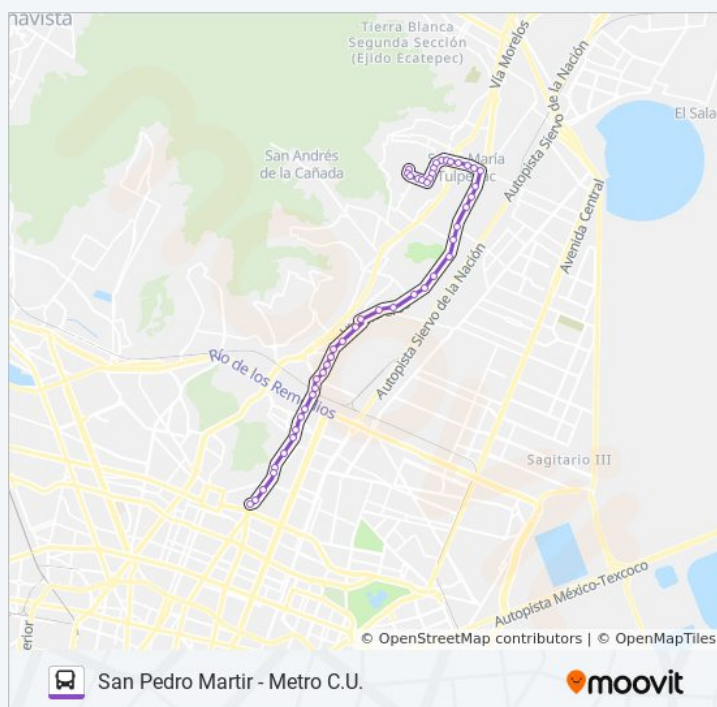 navista
Tierra Blanca
Segunda Sección
(Ejido Ecatepec)
Vía Morelos
Autopista Siervo de la Nación
El Sala
San Andrés
de la Cañada
María
Tulpe
Avenida Central
Autopista Siervo de la Nación
Río de los Remedios
Sagitario III
Autopista México-Texcoco
erior
© OpenStreetMap contributors | © OpenMapTiles
San Pedro Martir - Metro C.U.
moovit